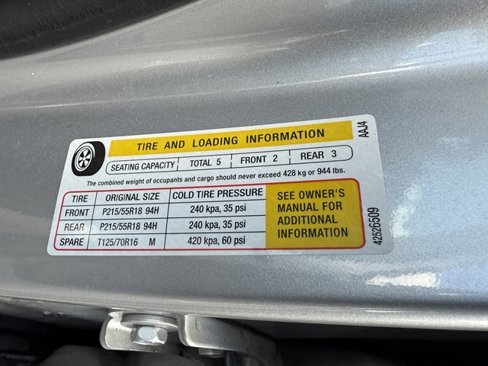 TIRE AND LOADING INFORMATION
SEATING CAPACITY TOTAL 5 FRONT 2 REAR 3
The combined weight of occupants and cargo should never exceed 428 kg or 944 lbs.
TIRE ORIGINAL SIZE COLD TIRE PRESSURE
FRONT P215/55R18 94H 240 kpa, 35 psi
REAR P215/55R18 94H 240 kpa, 35 psi
SPARE T125/70R16 M 420 kpa, 60 psi
SEE OWNER'S
MANUAL FOR
ADDITIONAL
INFORMATION
AAJ4
42526509